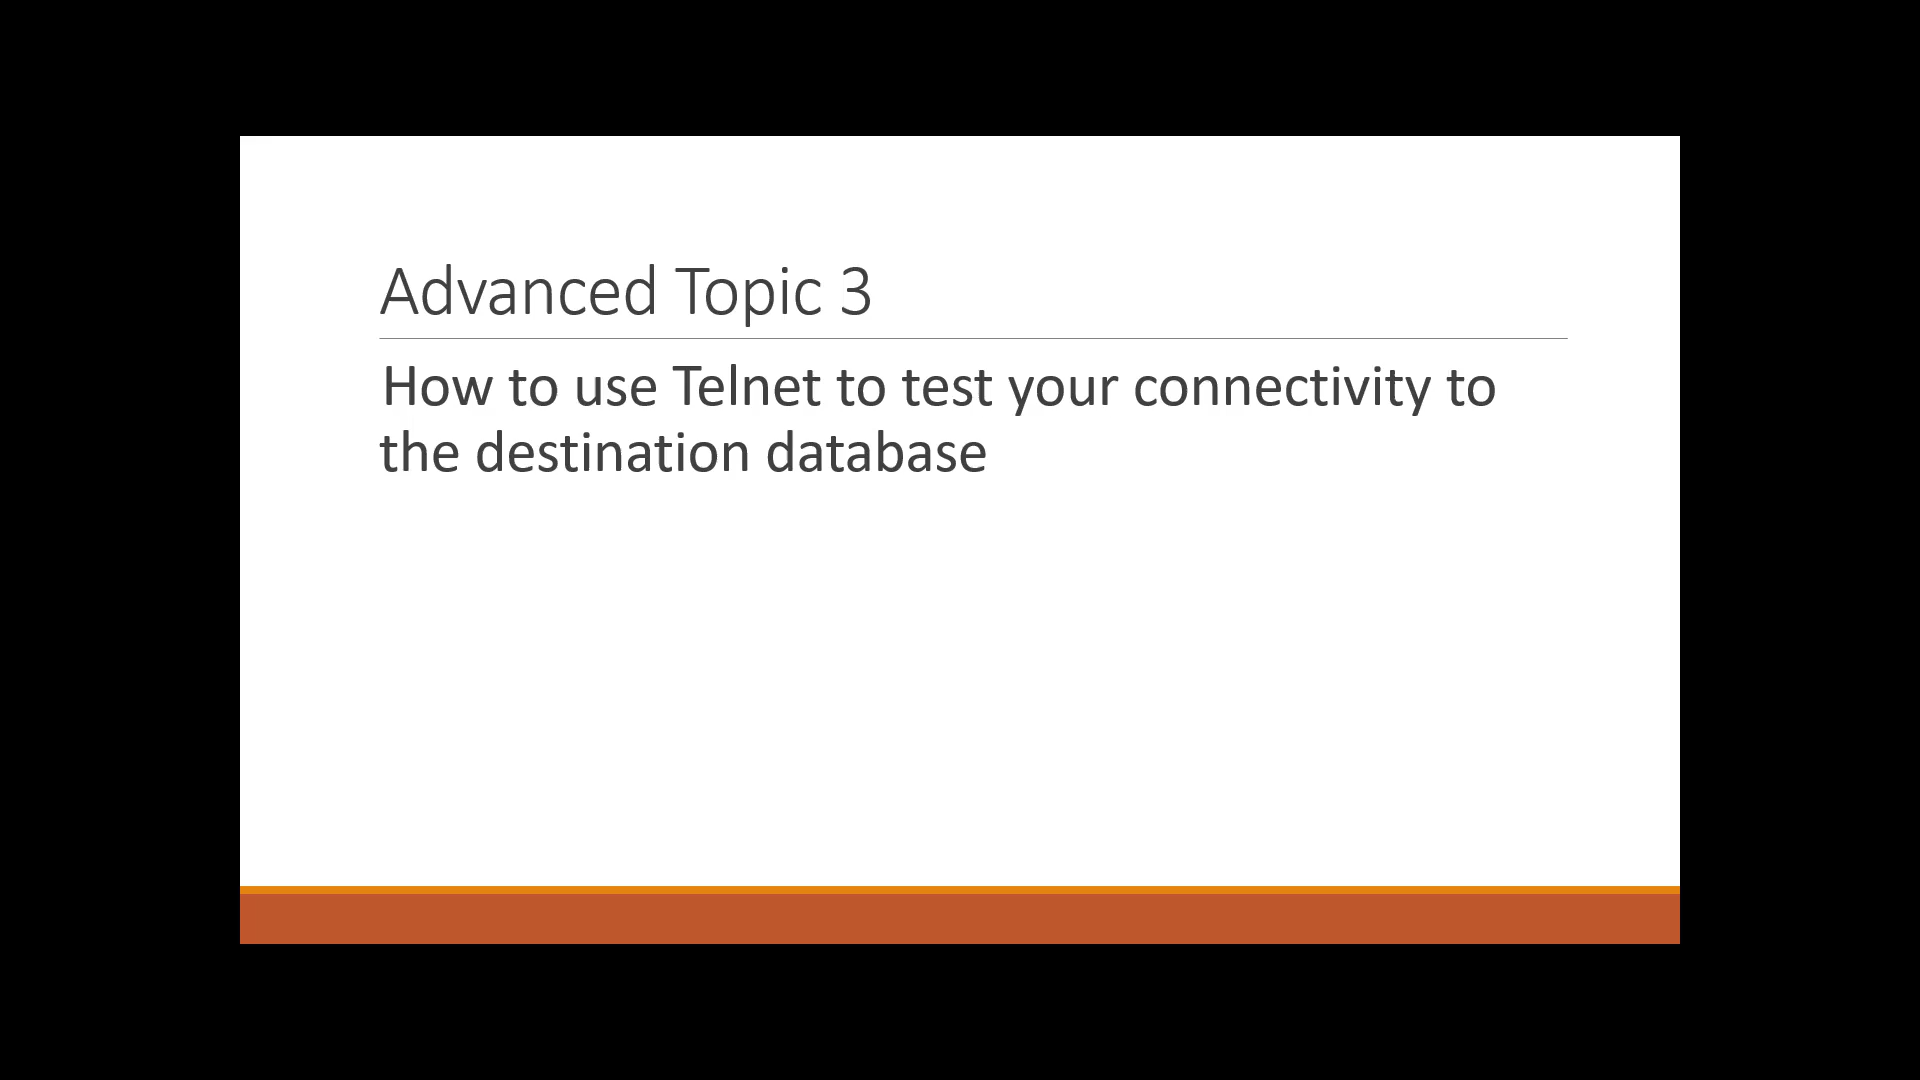 Advanced Topic 3
How to use Telnet to test your connectivity to
the destination database